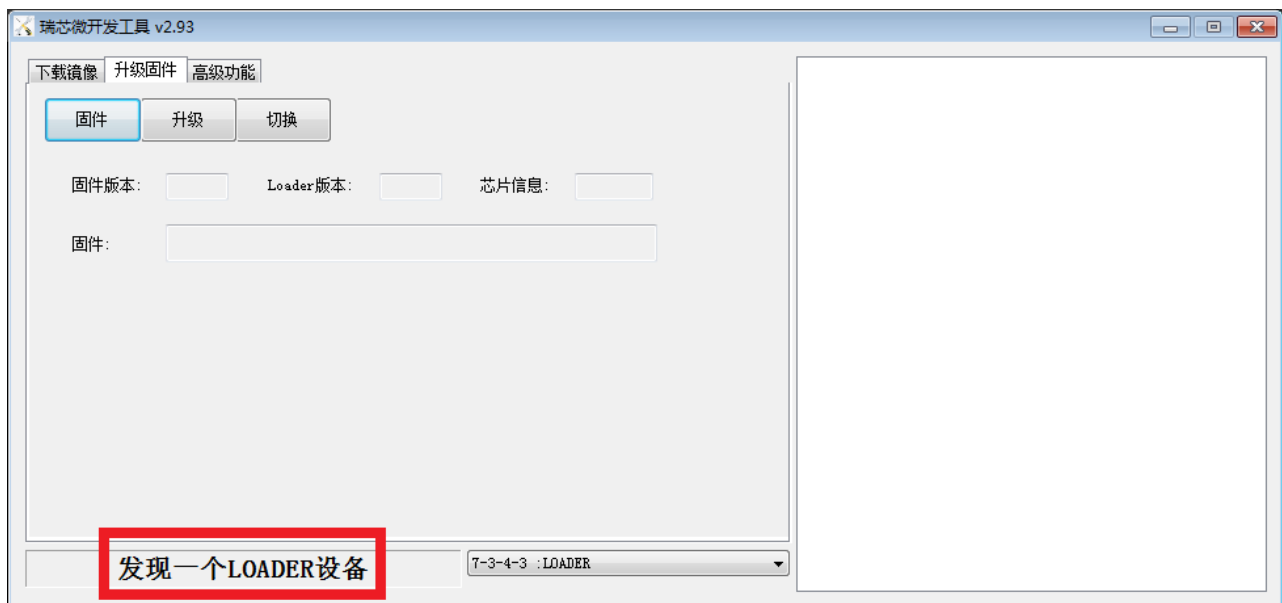 瑞芯微开发工具 v2.93
下载镜像 升级固件 高级功能
固件 升级 切换
固件版本: Loader版本: 芯片信息:
固件:
发现一个LOADER设备 7-3-4-3 :LOADER